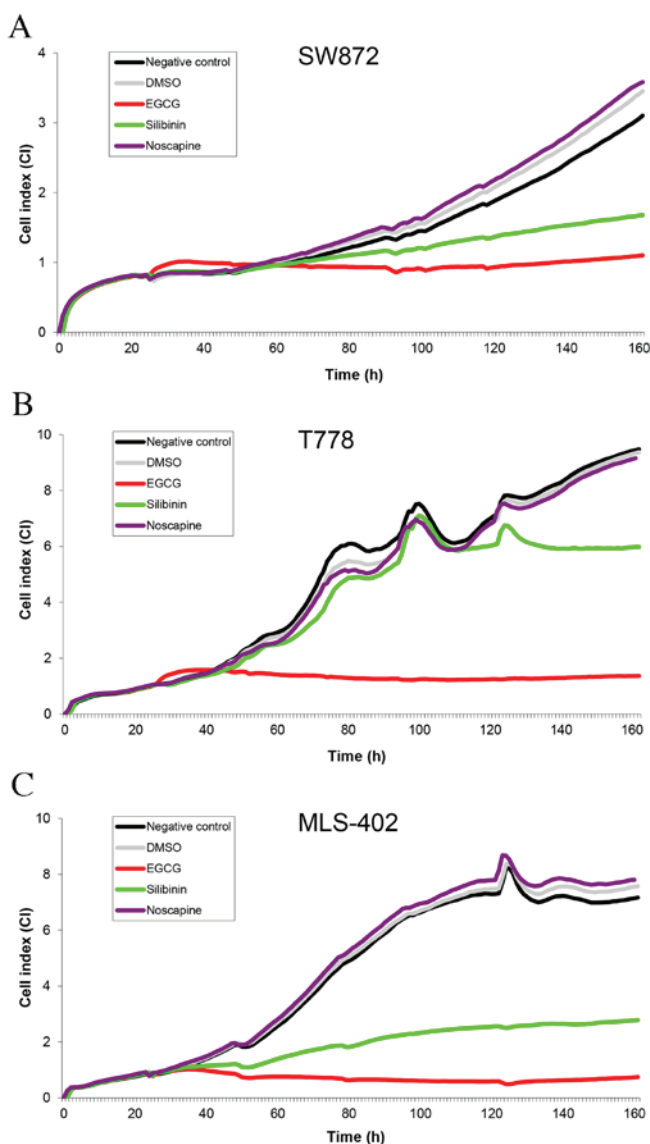 A
SW872
4
3
2
1
0
Cell index (CI)
Negative control
DMSO
EGCG
Silibinin
Noscapine
0 20 40 60 80 100 120 140 160
Time (h)
B
T778
10
8
6
4
2
0
Cell index (CI)
Negative control
DMSO
EGCG
Silibinin
Noscapine
0 20 40 60 80 100 120 140 160
Time (h)
C
MLS-402
10
8
6
4
2
0
Cell index (CI)
Negative control
DMSO
EGCG
Silibinin
Noscapine
0 20 40 60 80 100 120 140 160
Time (h)